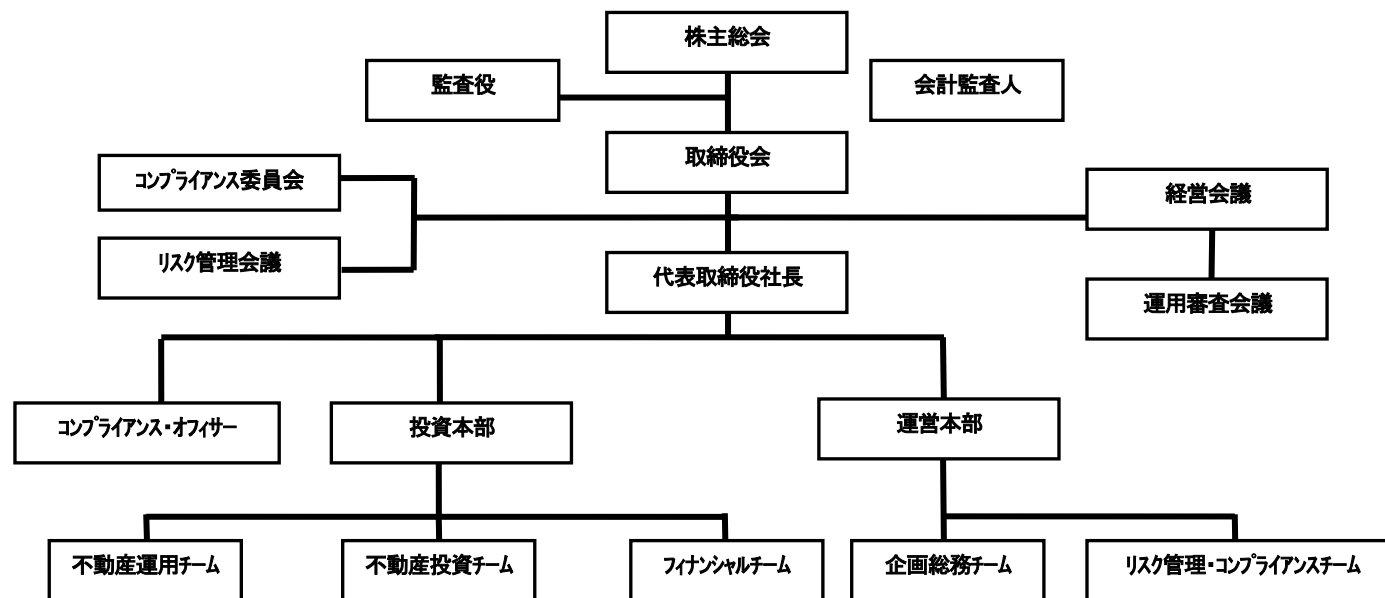 株主総会
監査役
会計監査人
取締役会
コンプライアンス委員会
経営会議
リスク管理会議
代表取締役社長
運用審査会議
コンプライアンス・オフィサー
投資本部
運営本部
不動産運用チーム
不動産投資チーム
フィナンシャルチーム
企画総務チーム
リスク管理・コンプライアンスチーム